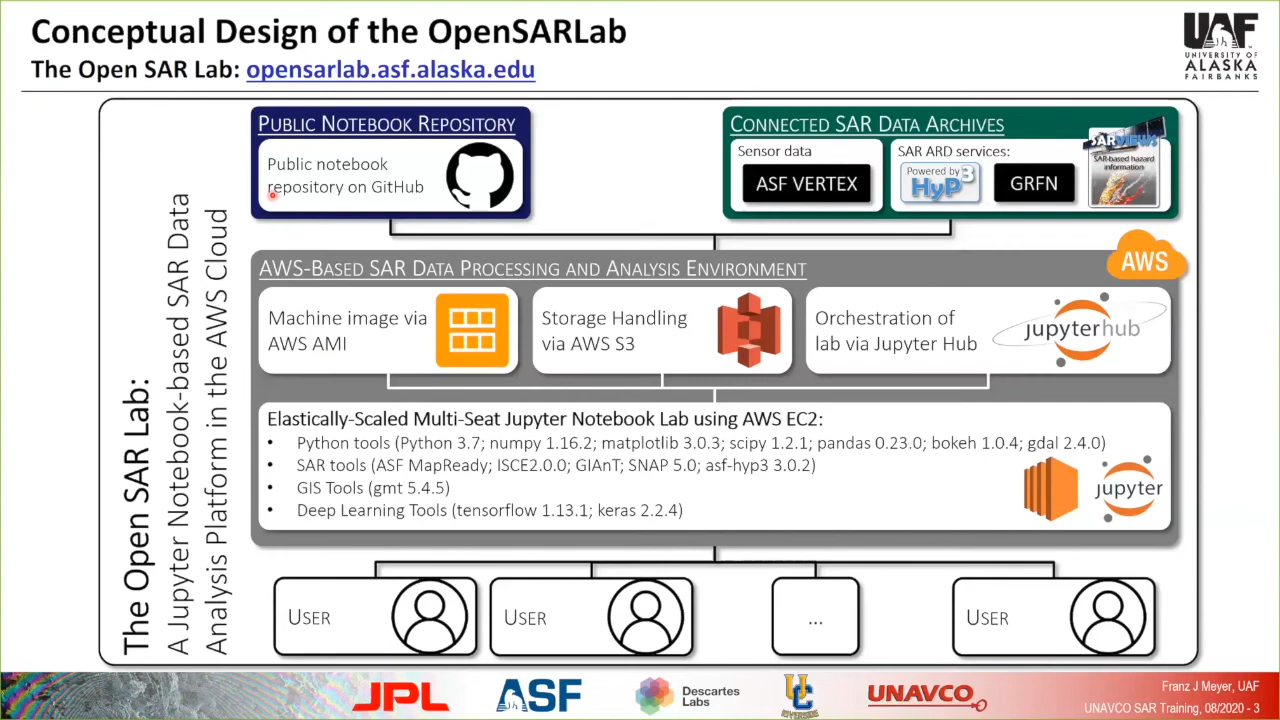 Conceptual Design of the OpenSARLab
The Open SAR Lab: opensarlab.asf.alaska.edu
UAF
UNIVERSITY OF
ALASKA
FAIRBANKS
The Open SAR Lab:
A Jupyter Notebook-based SAR Data
Analysis Platform in the AWS Cloud
PUBLIC NOTEBOOK REPOSITORY
Public notebook
repository on GitHub
CONNECTED SAR DATA ARCHIVES
Sensor data
ASF VERTEX
SAR ARD services:
Powered by
HyP3
GRFN
SARVIEWS
SAR-based hazard
information
AWS-BASED SAR DATA PROCESSING AND ANALYSIS ENVIRONMENT
AWS
Machine image via
AWS AMI
Storage Handling
via AWS S3
Orchestration of
lab via Jupyter Hub
jupyterhub
Elastically-Scaled Multi-Seat Jupyter Notebook Lab using AWS EC2:
• Python tools (Python 3.7; numpy 1.16.2; matplotlib 3.0.3; scipy 1.2.1; pandas 0.23.0; bokeh 1.0.4; gdal 2.4.0)
• SAR tools (ASF MapReady; ISCE2.0.0; GIAnT; SNAP 5.0; asf-hyp3 3.0.2)
• GIS Tools (gmt 5.4.5)
• Deep Learning Tools (tensorflow 1.13.1; keras 2.2.4)
jupyter
USER
USER
...
USER
JPL
ASF
Descartes
Labs
UC
RIVERSIDE
UNAVCO
Franz J Meyer, UAF
UNAVCO SAR Training, 08/2020 - 3